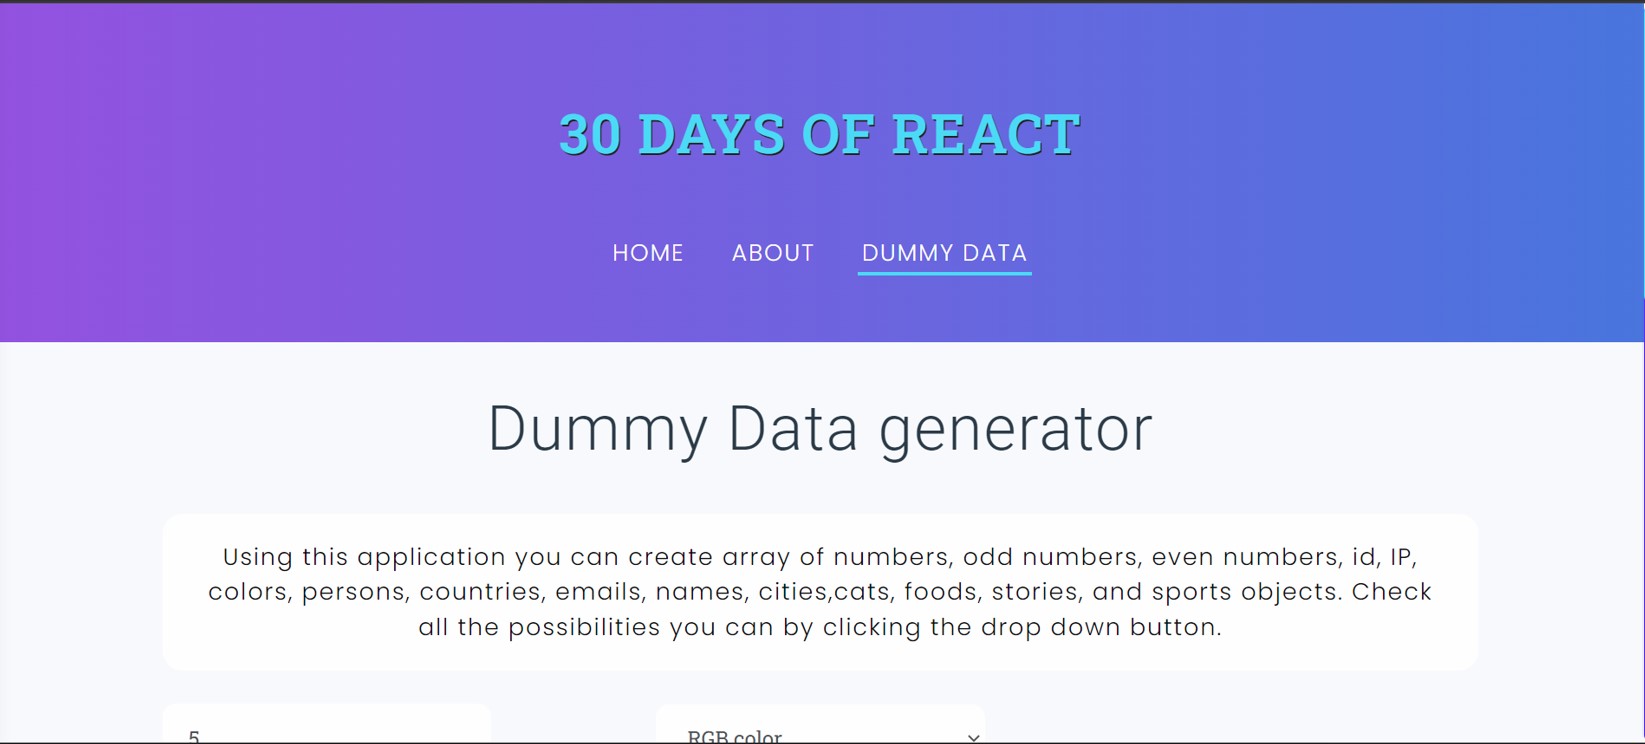 30 DAYS OF REACT
HOME ABOUT DUMMY DATA
Dummy Data generator
Using this application you can create array of numbers, odd numbers, even numbers, id, IP,
colors, persons, countries, emails, names, cities,cats, foods, stories, and sports objects. Check
all the possibilities you can by clicking the drop down button.
5 RGB color